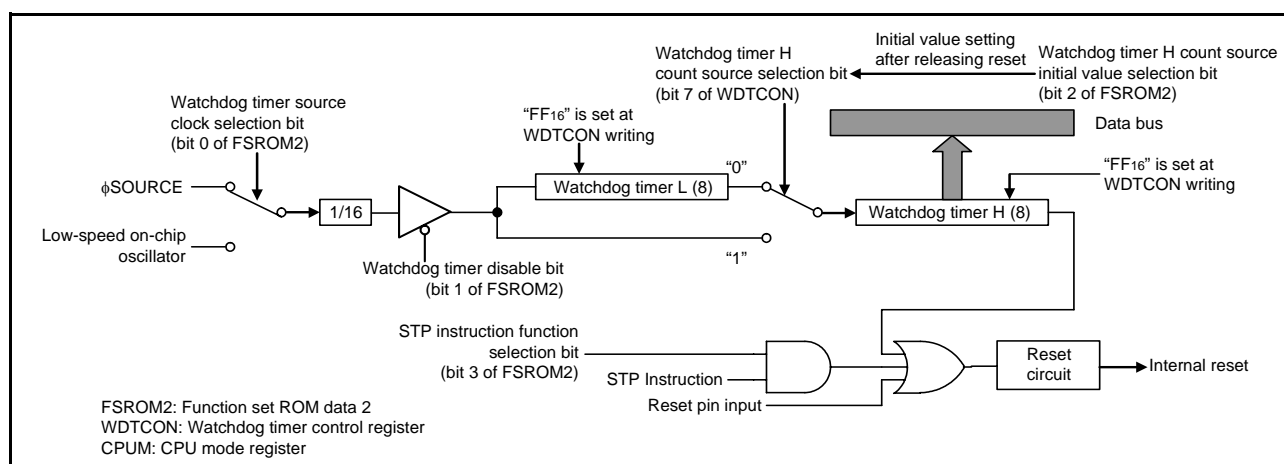 Initial value setting
after releasing reset
Watchdog timer H
count source selection bit
(bit 7 of WDTCON)
Watchdog timer H count source
initial value selection bit
(bit 2 of FSROM2)
Watchdog timer source
clock selection bit
(bit 0 of FSROM2)
“FF16” is set at
WDTCON writing
Data bus
“FF16” is set at
WDTCON writing
ϕSOURCE
1/16
Watchdog timer L (8)
“0”
Watchdog timer H (8)
Low-speed on-chip
oscillator
“1”
Watchdog timer disable bit
(bit 1 of FSROM2)
STP instruction function
selection bit
(bit 3 of FSROM2)
STP Instruction
Reset pin input
Reset
circuit
Internal reset
FSROM2: Function set ROM data 2
WDTCON: Watchdog timer control register
CPUM: CPU mode register